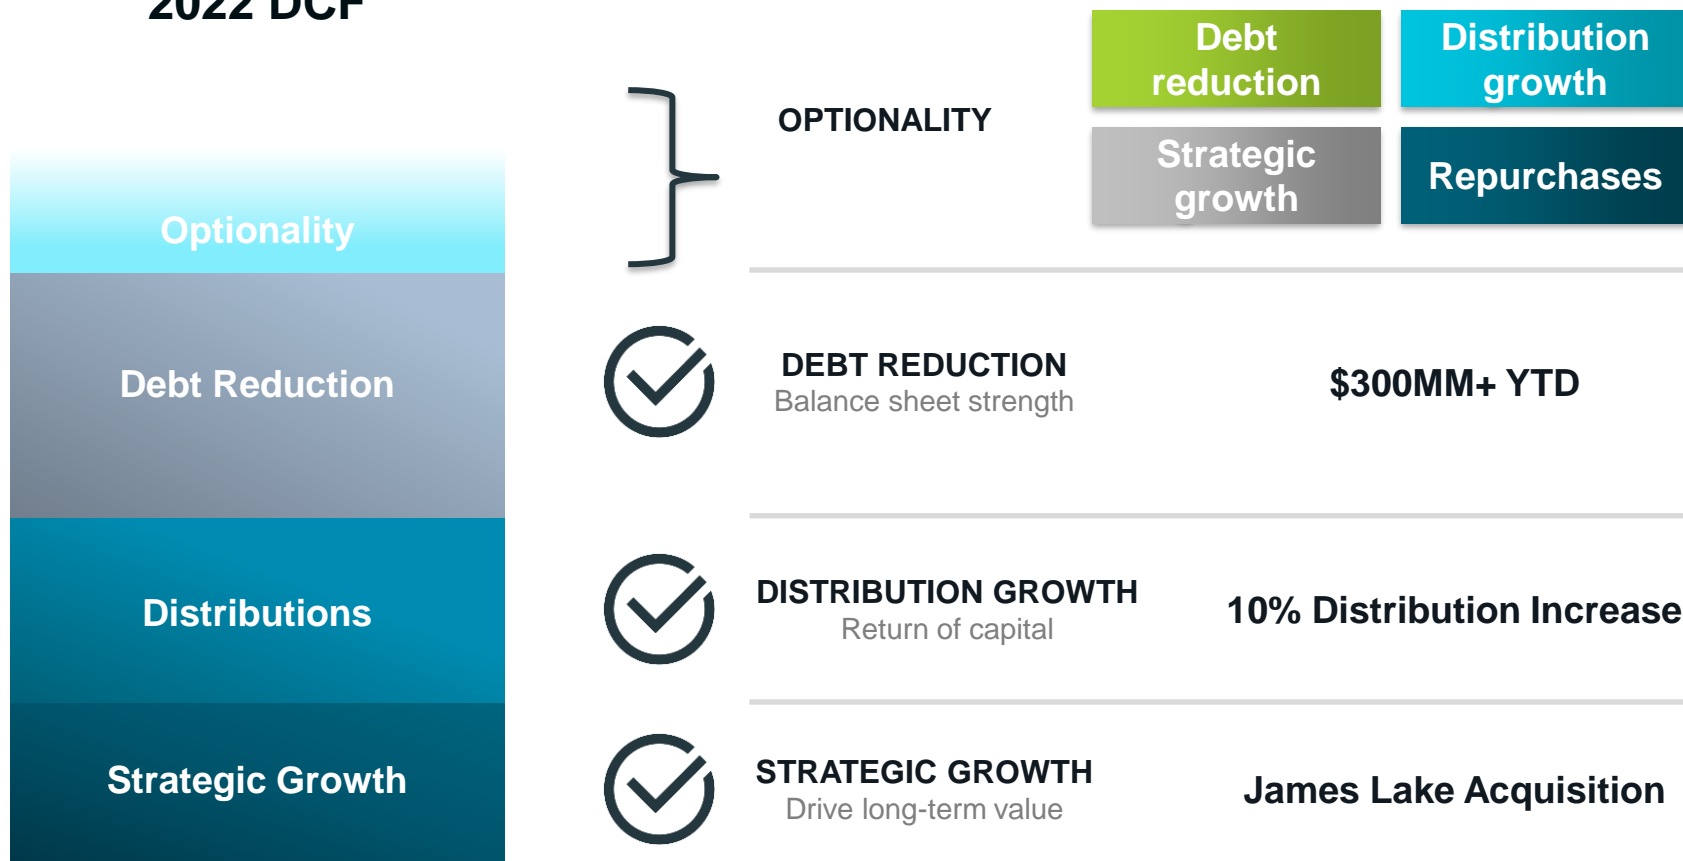 2022 DCF
Optionality
Debt Reduction
Distributions
Strategic Growth
OPTIONALITY
Debt
reduction
Distribution
growth
Strategic
growth
Repurchases
DEBT REDUCTION
Balance sheet strength
$300MM+ YTD
DISTRIBUTION GROWTH
Return of capital
10% Distribution Increase
STRATEGIC GROWTH
Drive long-term value
James Lake Acquisition